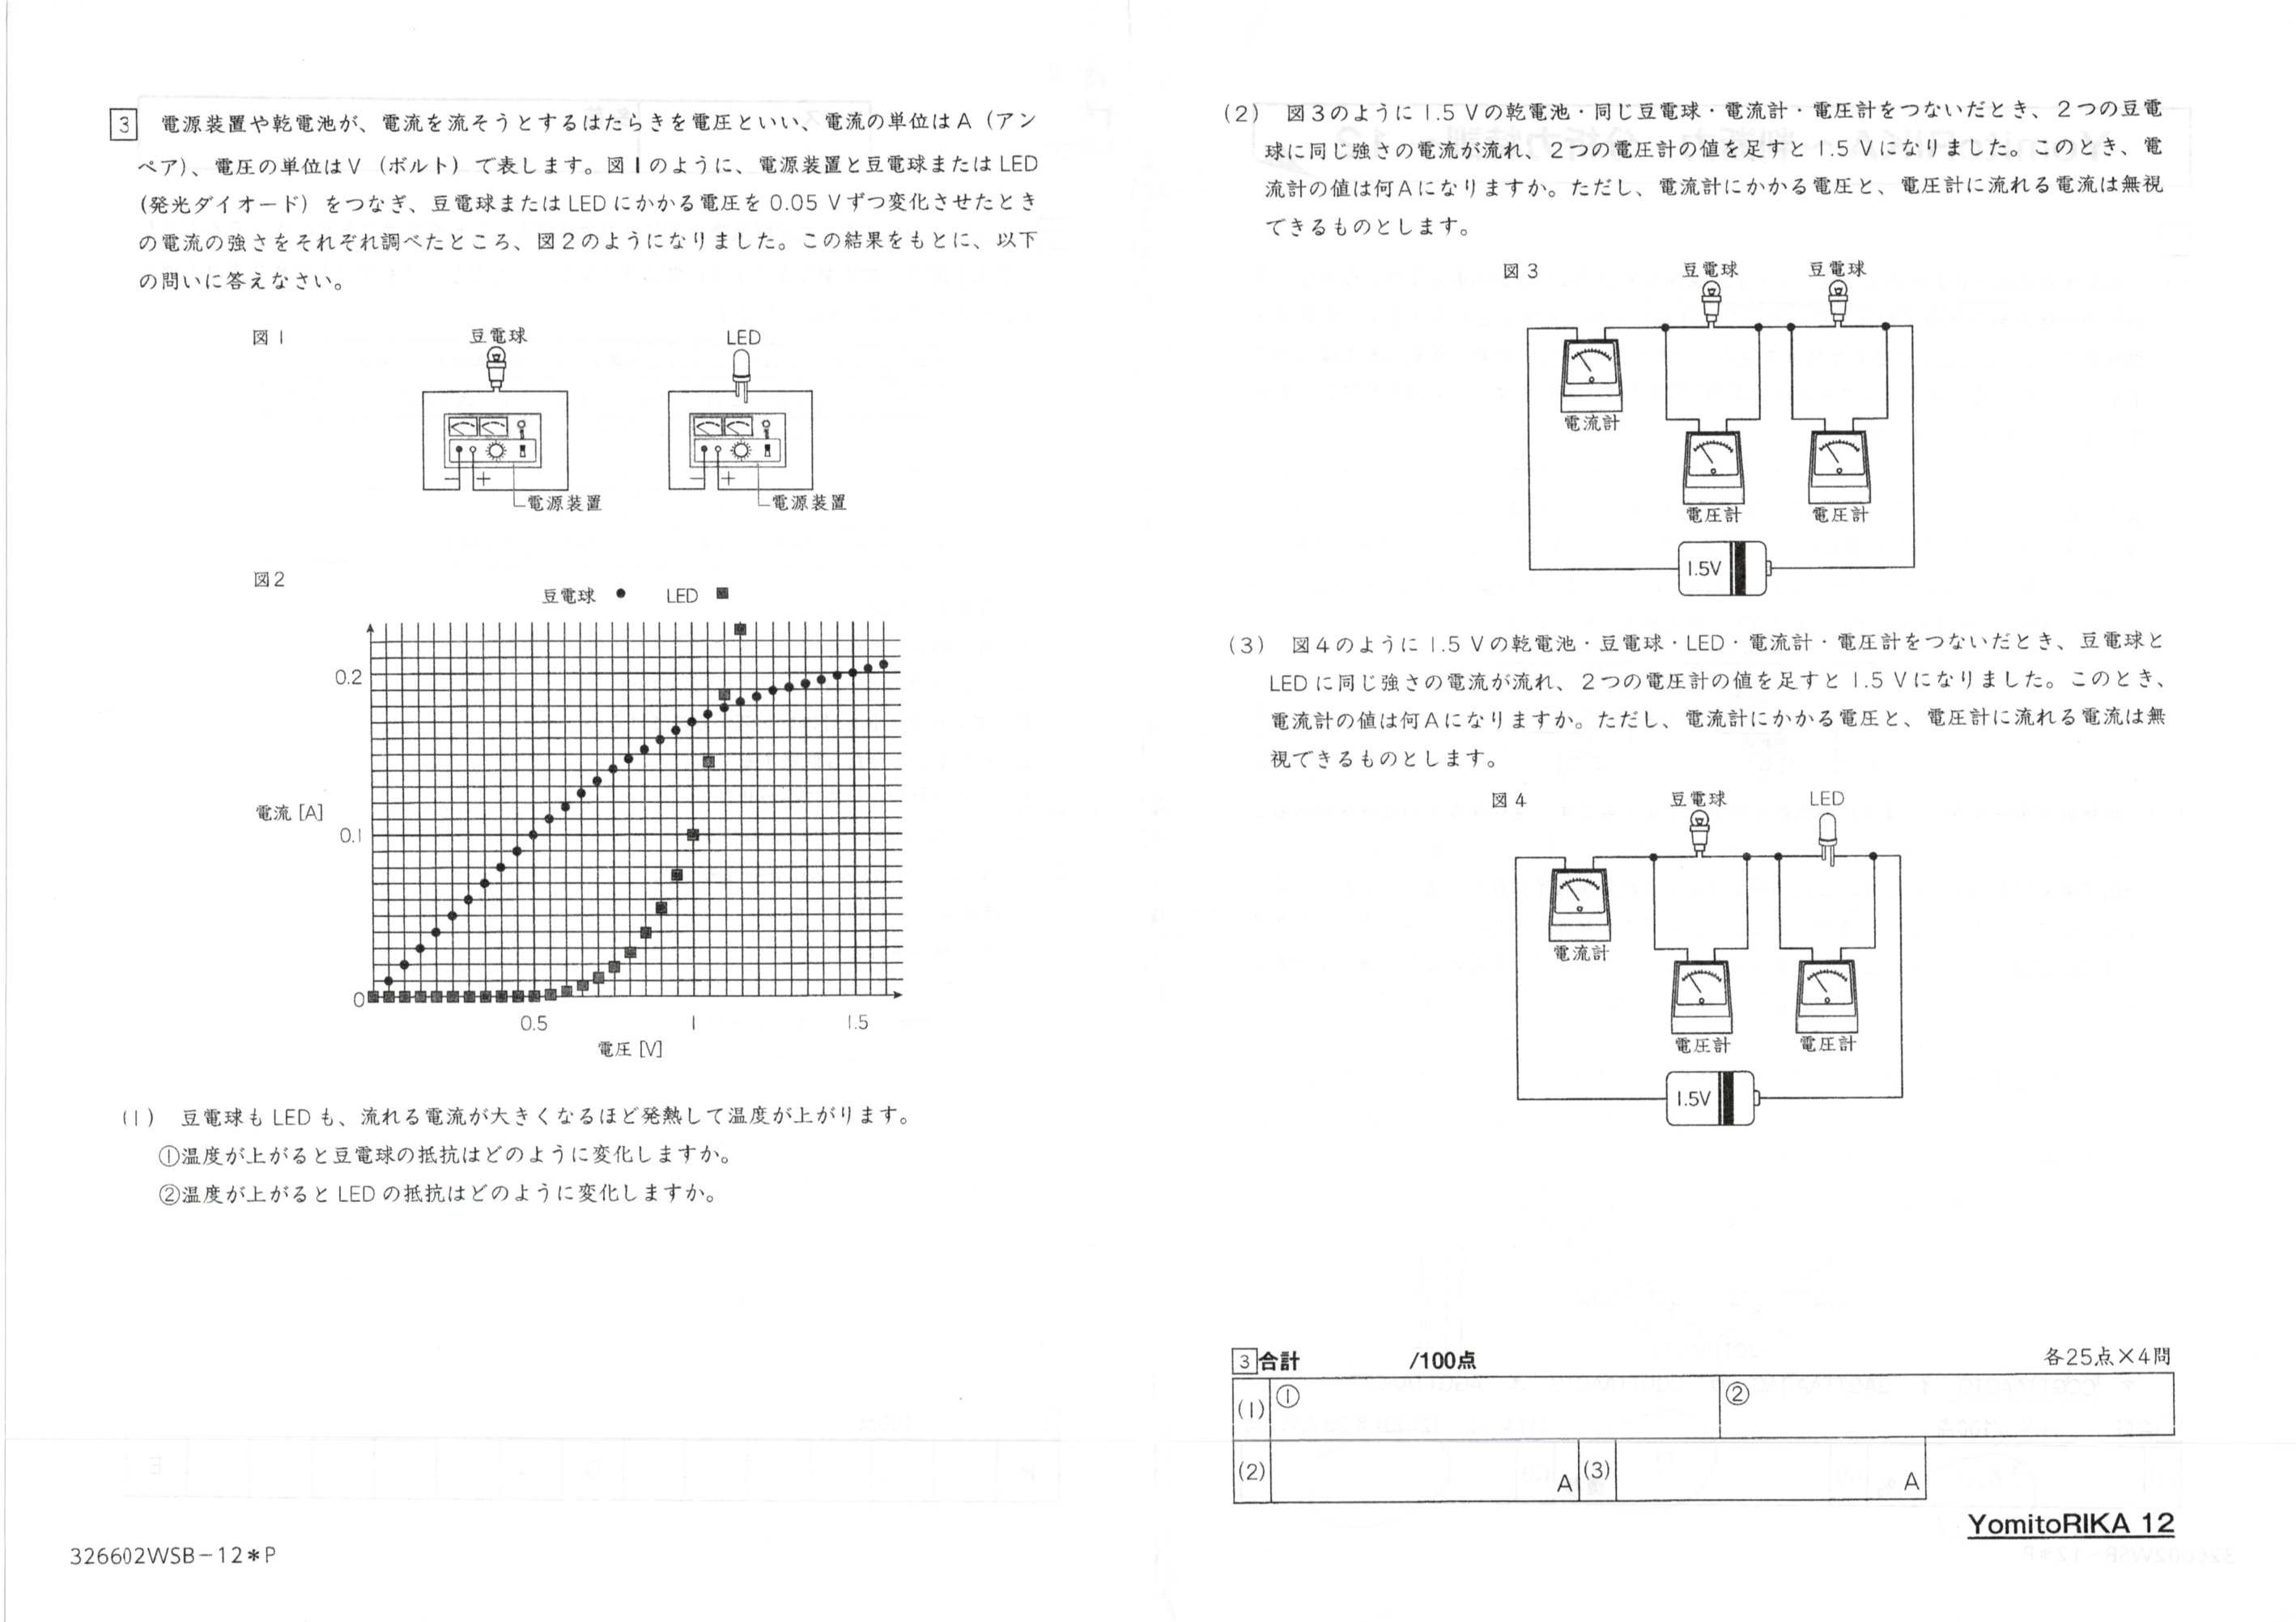 3 電源装置や乾電池が、電流を流そうとするはたらきを電圧といい、電流の単位はA(アン
ペア)、電圧の単位はV(ボルト)で表します。図1のように、電源装置と豆電球またはLED
(発光ダイオード)をつなぎ、豆電球またはLEDにかかる電圧を0.05Vずつ変化させたとき
の電流の強さをそれぞれ調べたところ、図2のようになりました。この結果をもとに、以下
の問いに答えなさい。
図1
豆電球
LED
− +
電源装置
− +
電源装置
図2
豆電球 ● LED ■
0.2
電流[A]
0.1
0
0.5 1 1.5
電圧[V]
(1) 豆電球もLEDも、流れる電流が大きくなるほど発熱して温度が上がります。
①温度が上がると豆電球の抵抗はどのように変化しますか。
②温度が上がるとLEDの抵抗はどのように変化しますか。
326602WSB−12*P
(2) 図3のように1.5Vの乾電池・同じ豆電球・電流計・電圧計をつないだとき、2つの豆電
球に同じ強さの電流が流れ、2つの電圧計の値を足すと1.5Vになりました。このとき、電
流計の値は何Aになりますか。ただし、電流計にかかる電圧と、電圧計に流れる電流は無視
できるものとします。
図3
豆電球 豆電球
電流計
電圧計 電圧計
1.5V
(3) 図4のように1.5Vの乾電池・豆電球・LED・電流計・電圧計をつないだとき、豆電球と
LEDに同じ強さの電流が流れ、2つの電圧計の値を足すと1.5Vになりました。このとき、
電流計の値は何Aになりますか。ただし、電流計にかかる電圧と、電圧計に流れる電流は無
視できるものとします。
図4
豆電球 LED
電流計
電圧計 電圧計
1.5V
3合計 /100点 各25点×4問
(1) ① ②
(2) A (3) A
YomitoRIKA 12